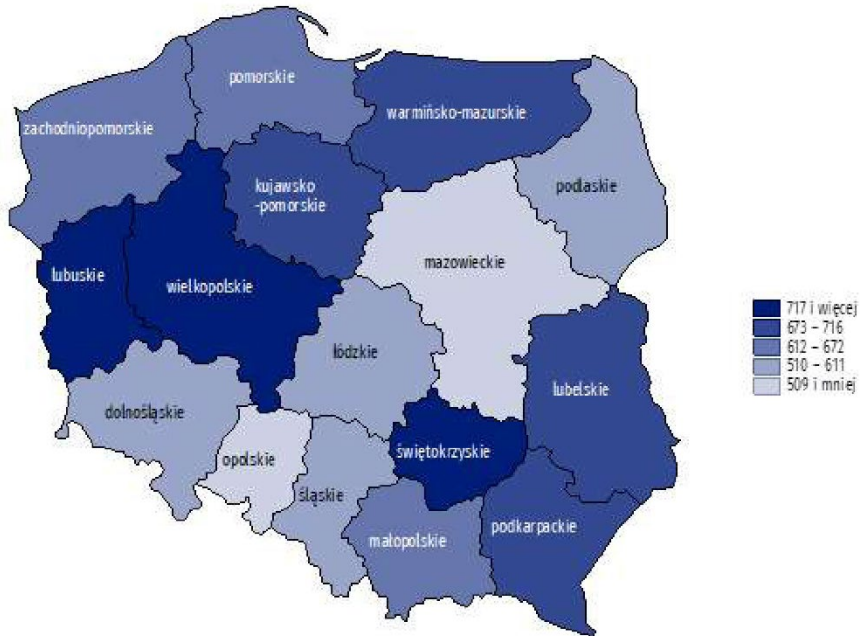 pomorskie
zachodniopomorskie
warmińsko-mazurskie
podlaskie
kujawsko
-pomorskie
mazowieckie
lubuskie
wielkopolskie
łódzkie
lubelskie
dolnośląskie
opolskie
świętokrzyskie
śląskie
małopolskie
podkarpackie
717 i więcej
673 – 716
612 – 672
510 – 611
509 i mniej